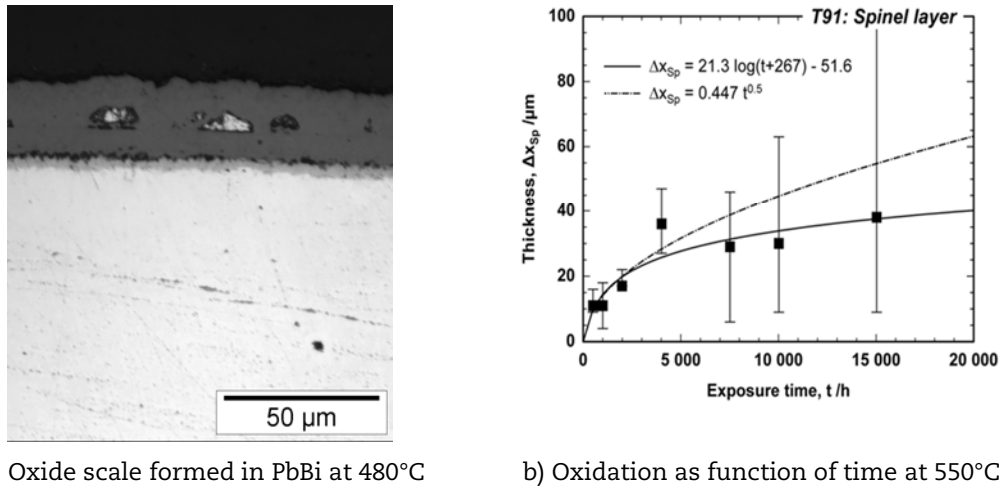 50 µm
T91: Spinel layer
Δx_Sp = 21.3 log(t+267) - 51.6
Δx_Sp = 0.447 t^0.5
Thickness, Δx_Sp /µm
100
80
60
40
20
0
0 5 000 10 000 15 000 20 000
Exposure time, t /h
Oxide scale formed in PbBi at 480°C
b) Oxidation as function of time at 550°C